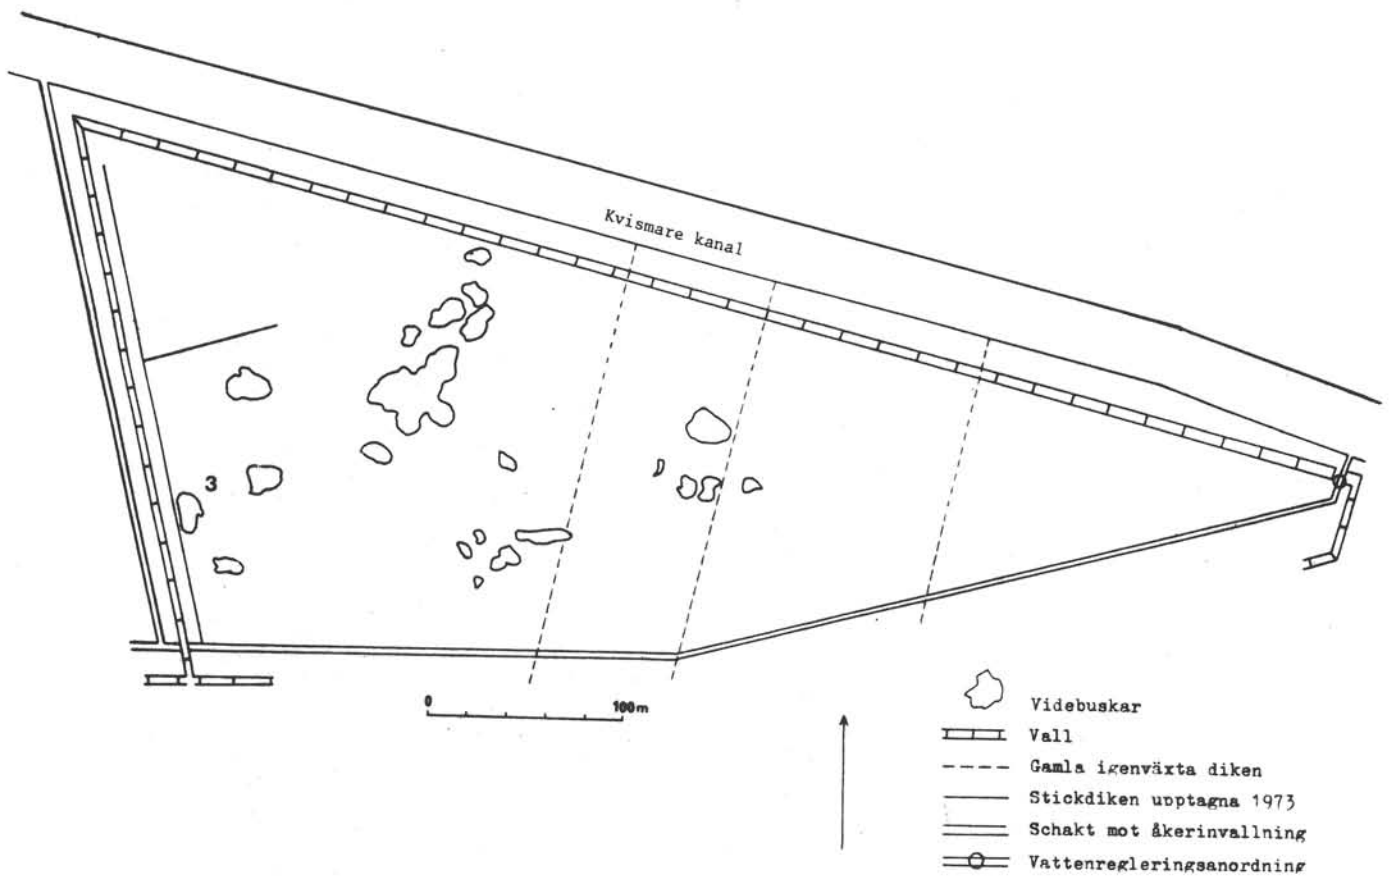 Kvismare kanal
3
0 100m
Videbuskar
Vall
Gamla igenväxta diken
Stickdiken upptagna 1973
Schakt mot åkerinvallning
Vattenregleringsanordning